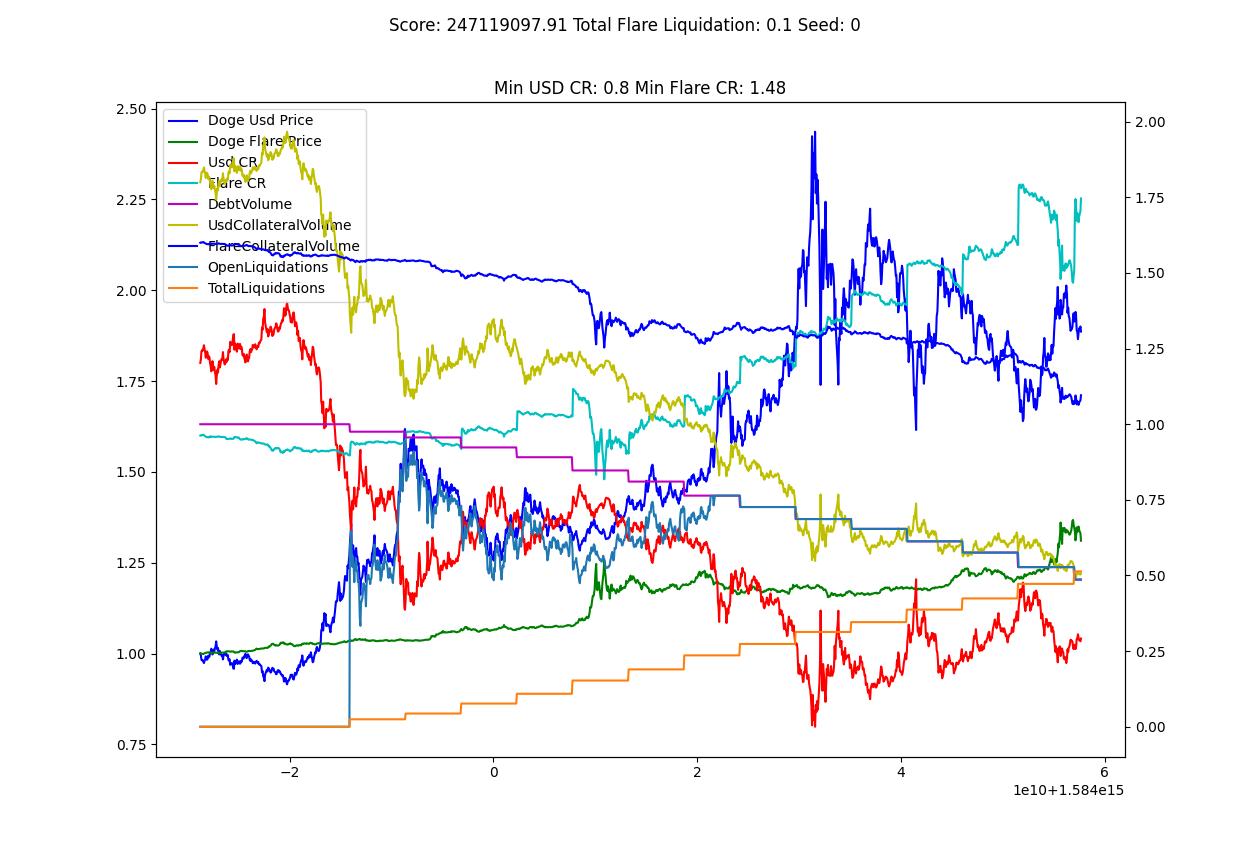 Score: 247119097.91 Total Flare Liquidation: 0.1 Seed: 0
Min USD CR: 0.8 Min Flare CR: 1.48
Doge Usd Price
Doge Flare Price
Usd CR
Flare CR
DebtVolume
UsdCollateralVolume
FlareCollateralVolume
OpenLiquidations
TotalLiquidations
2.50
2.25
2.00
1.75
1.50
1.25
1.00
0.75
2.00
1.75
1.50
1.25
1.00
0.75
0.50
0.25
0.00
−2
0
2
4
6
1e10+1.584e15